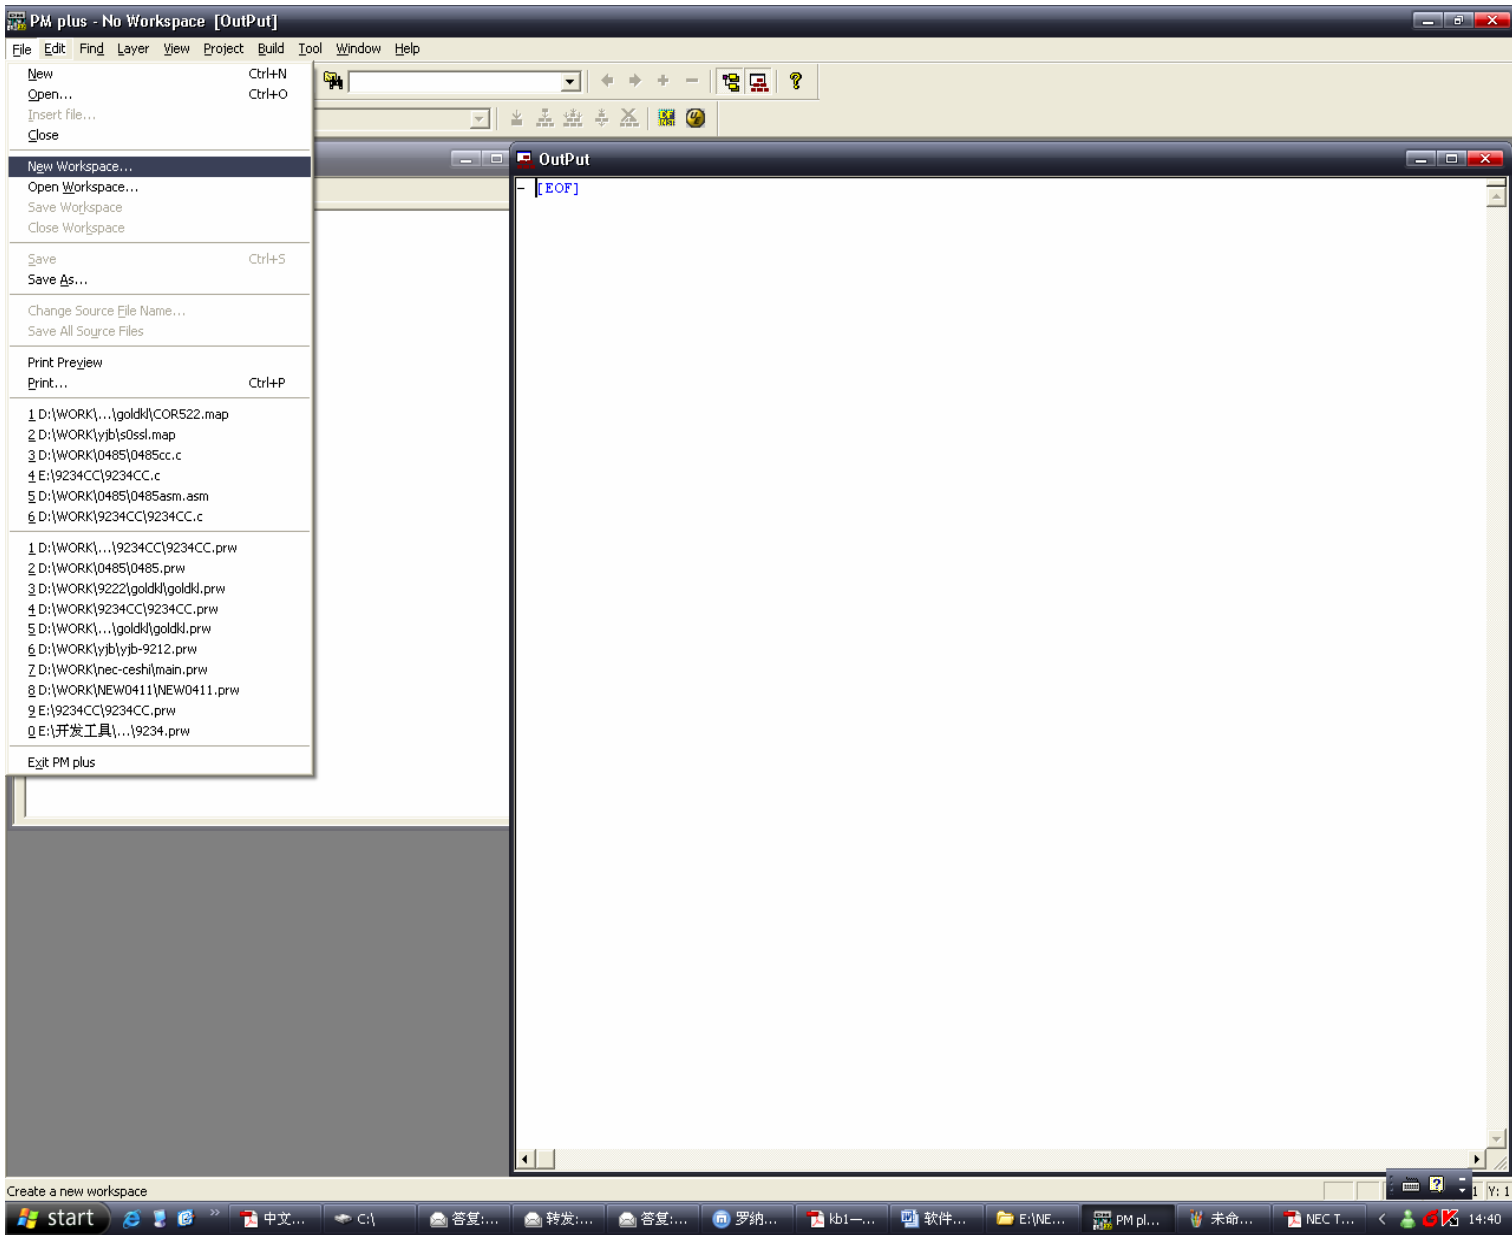 PM plus - No Workspace [OutPut]
File Edit Find Layer View Project Build Tool Window Help
New Ctrl+N
Open... Ctrl+O
Insert file...
Close
New Workspace...
Open Workspace...
Save Workspace
Close Workspace
Save Ctrl+S
Save As...
Change Source File Name...
Save All Source Files
Print Preview
Print... Ctrl+P
1 D:\WORK\...\goldkl\COR522.map
2 D:\WORK\yjb\s0ssl.map
3 D:\WORK\0485\0485cc.c
4 E:\9234CC\9234CC.c
5 D:\WORK\0485\0485asm.asm
6 D:\WORK\9234CC\9234CC.c
1 D:\WORK\...\9234CC\9234CC.prw
2 D:\WORK\0485\0485.prw
3 D:\WORK\9222\goldkl\goldkl.prw
4 D:\WORK\9234CC\9234CC.prw
5 D:\WORK\...\goldkl\goldkl.prw
6 D:\WORK\yjb\yjb-9212.prw
7 D:\WORK\nec-ceshi\main.prw
8 D:\WORK\NEW0411\NEW0411.prw
9 E:\9234CC\9234CC.prw
0 E:\开发工具\...\9234.prw
Exit PM plus
OutPut
[EOF]
Create a new workspace
1 Y: 1
start 中文... C:\ 答复:... 转发:... 答复:... 罗纳... kb1—... 软件... E:\NE... PM pl... 未命... NEC T... 14:40